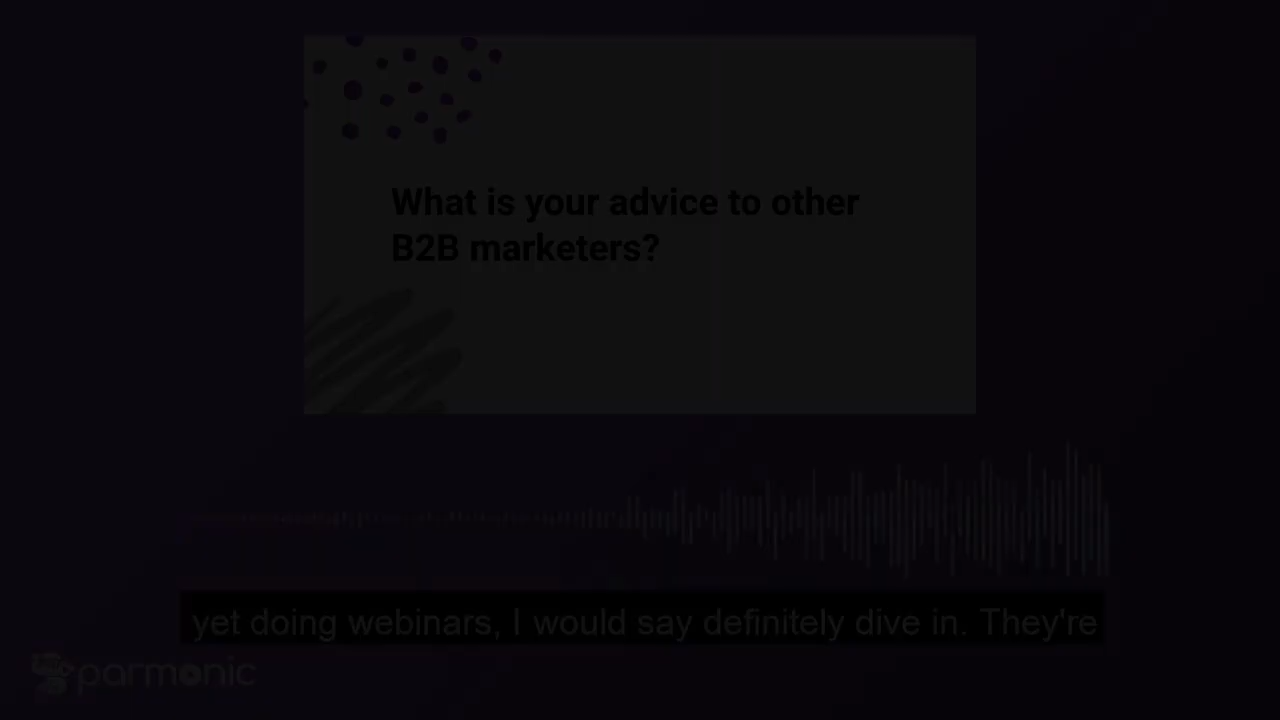 What is your advice to other
B2B marketers?
yet doing webinars, I would say definitely dive in. They're
parmonic